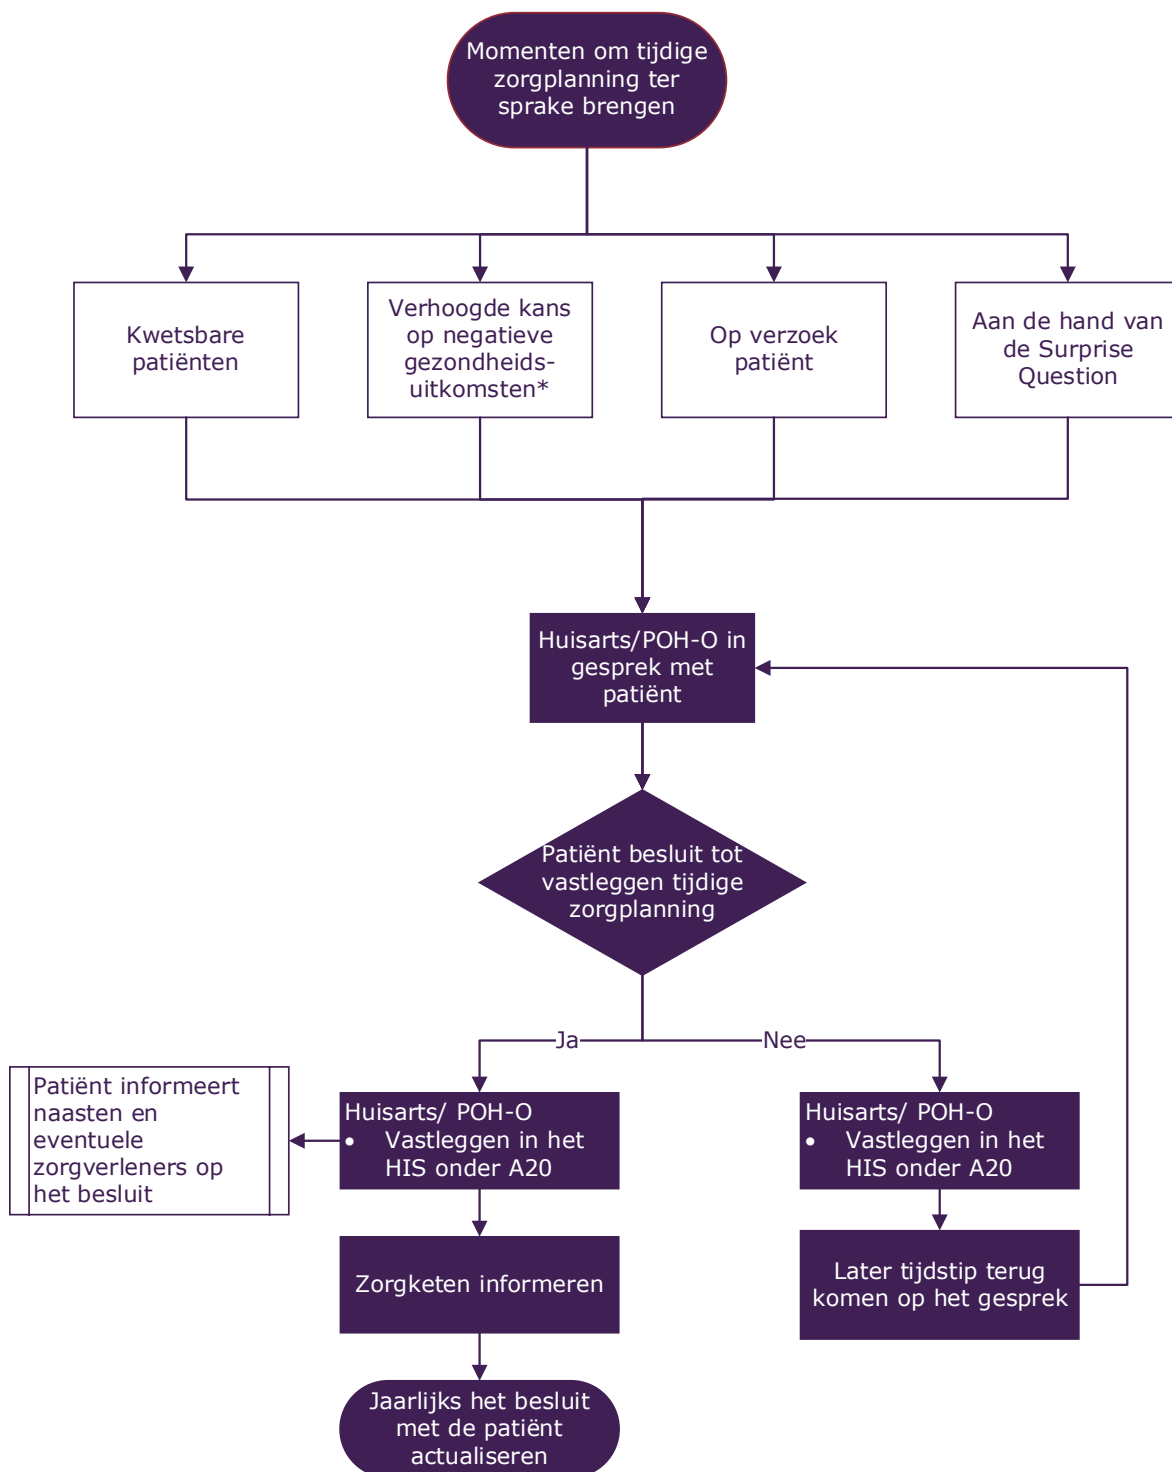 Momenten om tijdige
zorgplanning ter
sprake brengen
Kwetsbare
patiënten
Verhoogde kans
op negatieve
gezondheids-
uitkomsten*
Op verzoek
patiënt
Aan de hand van
de Surprise
Question
Huisarts/POH-O in
gesprek met
patiënt
Patiënt besluit tot
vastleggen tijdige
zorgplanning
Ja
Nee
Patiënt informeert
naasten en
eventuele
zorgverleners op
het besluit
Huisarts/ POH-O
• Vastleggen in het
HIS onder A20
Huisarts/ POH-O
• Vastleggen in het
HIS onder A20
Zorgketen informeren
Later tijdstip terug
komen op het gesprek
Jaarlijks het besluit
met de patiënt
actualiseren